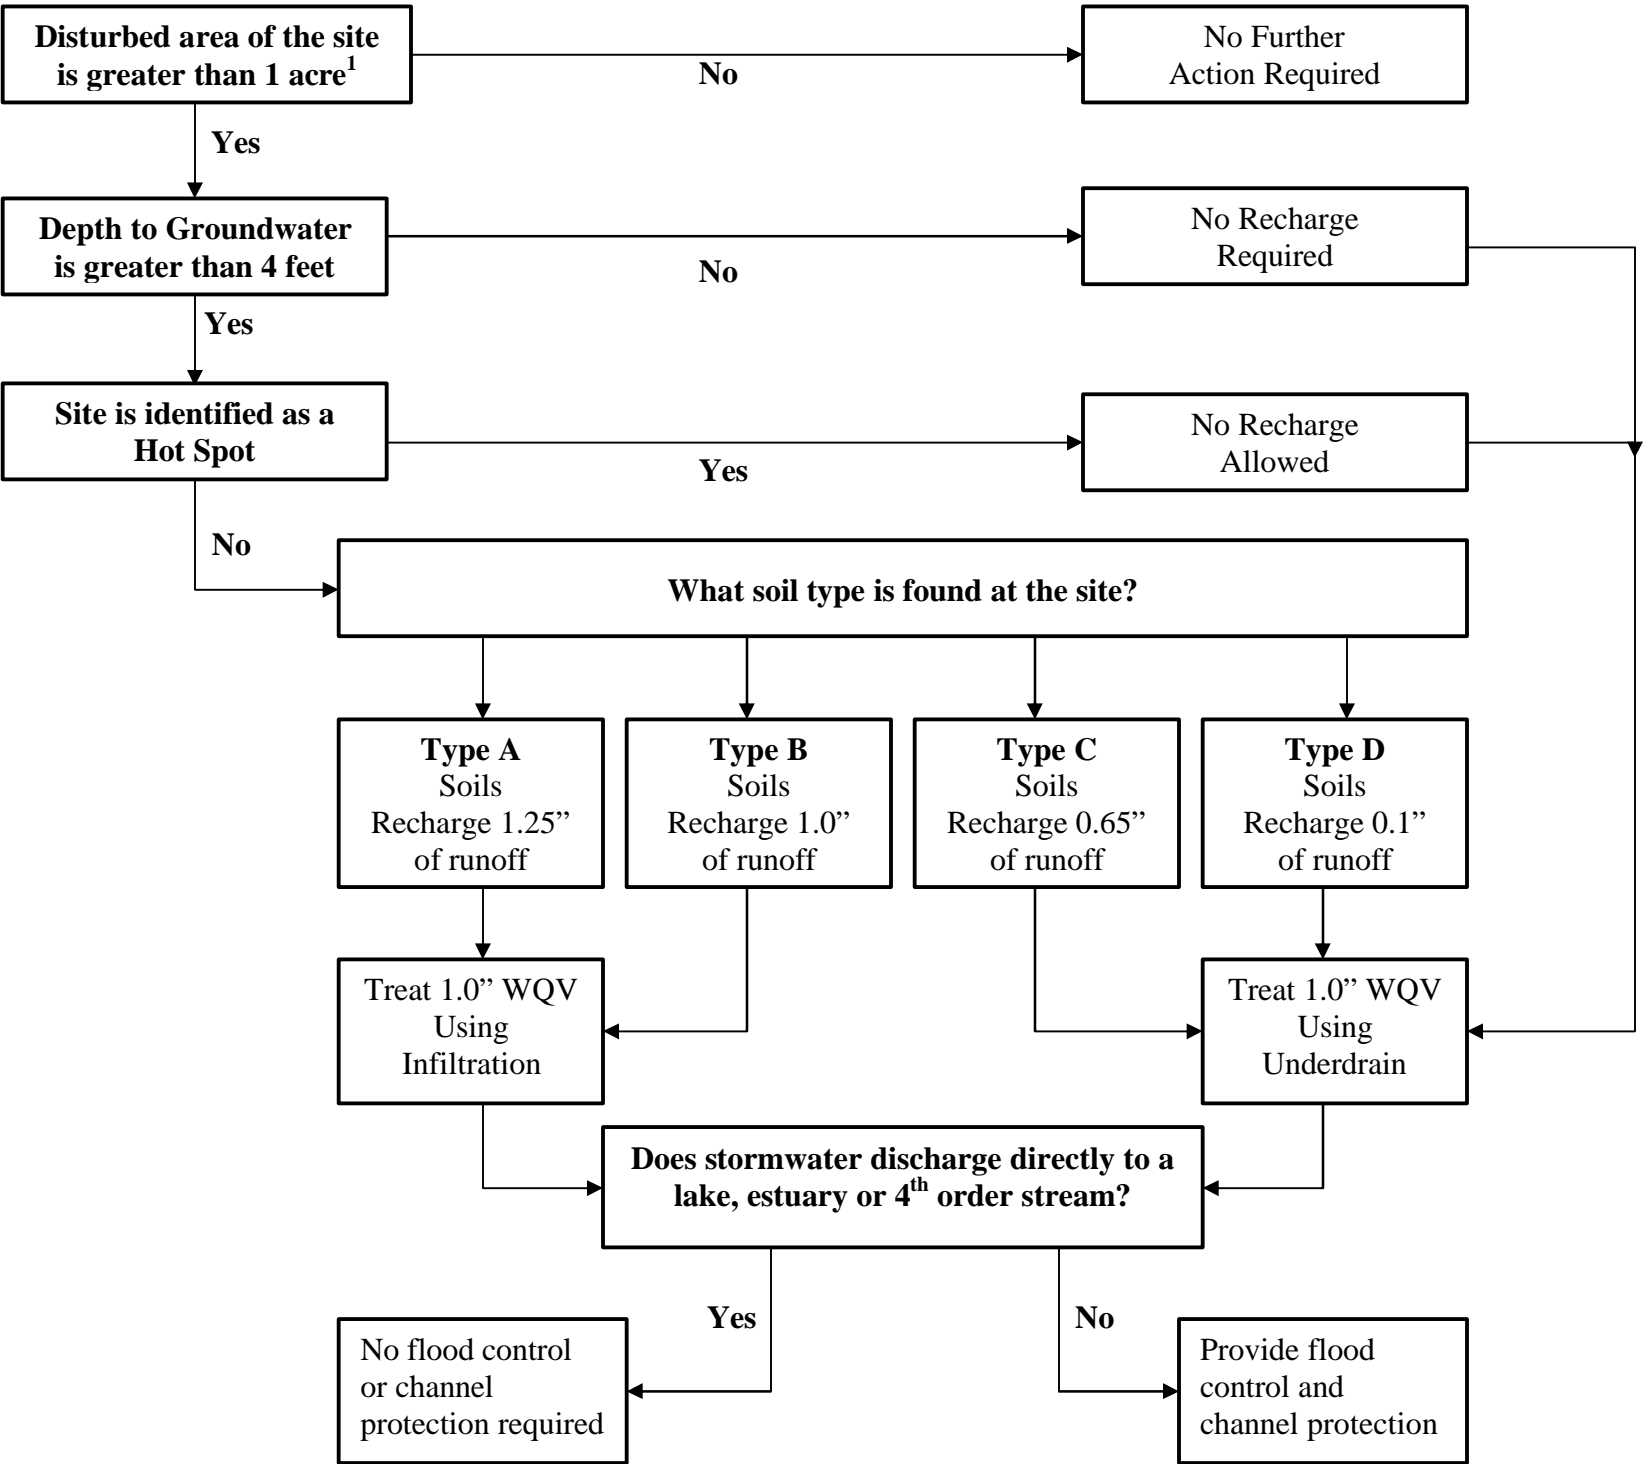 Disturbed area of the site
is greater than 1 acre1
No
No Further
Action Required
Yes
Depth to Groundwater
is greater than 4 feet
No
No Recharge
Required
Yes
Site is identified as a
Hot Spot
Yes
No Recharge
Allowed
No
What soil type is found at the site?
Type A
Soils
Recharge 1.25”
of runoff
Type B
Soils
Recharge 1.0”
of runoff
Type C
Soils
Recharge 0.65”
of runoff
Type D
Soils
Recharge 0.1”
of runoff
Treat 1.0” WQV
Using
Infiltration
Treat 1.0” WQV
Using
Underdrain
Does stormwater discharge directly to a
lake, estuary or 4th order stream?
Yes
No
No flood control
or channel
protection required
Provide flood
control and
channel protection